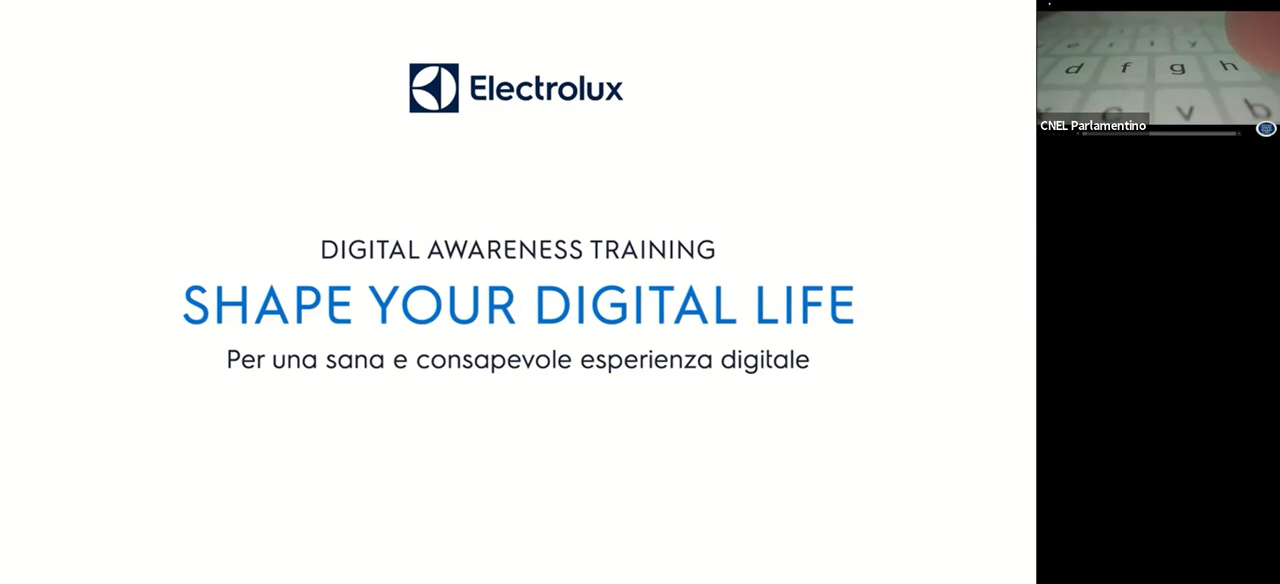 Electrolux
DIGITAL AWARENESS TRAINING
SHAPE YOUR DIGITAL LIFE
Per una sana e consapevole esperienza digitale
e r t y
d f g h
c v b
CNEL Parlamentino